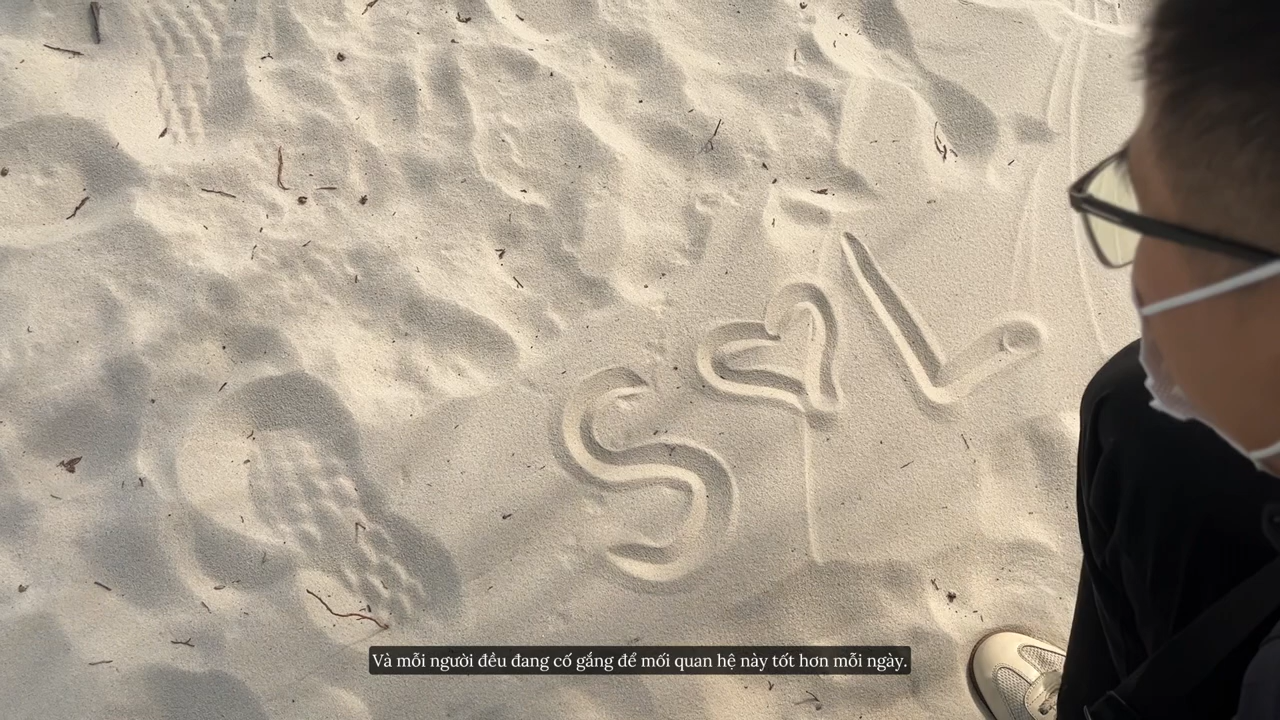 S ♡ L
Và mỗi người đều đang cố gắng để mối quan hệ này tốt hơn mỗi ngày.